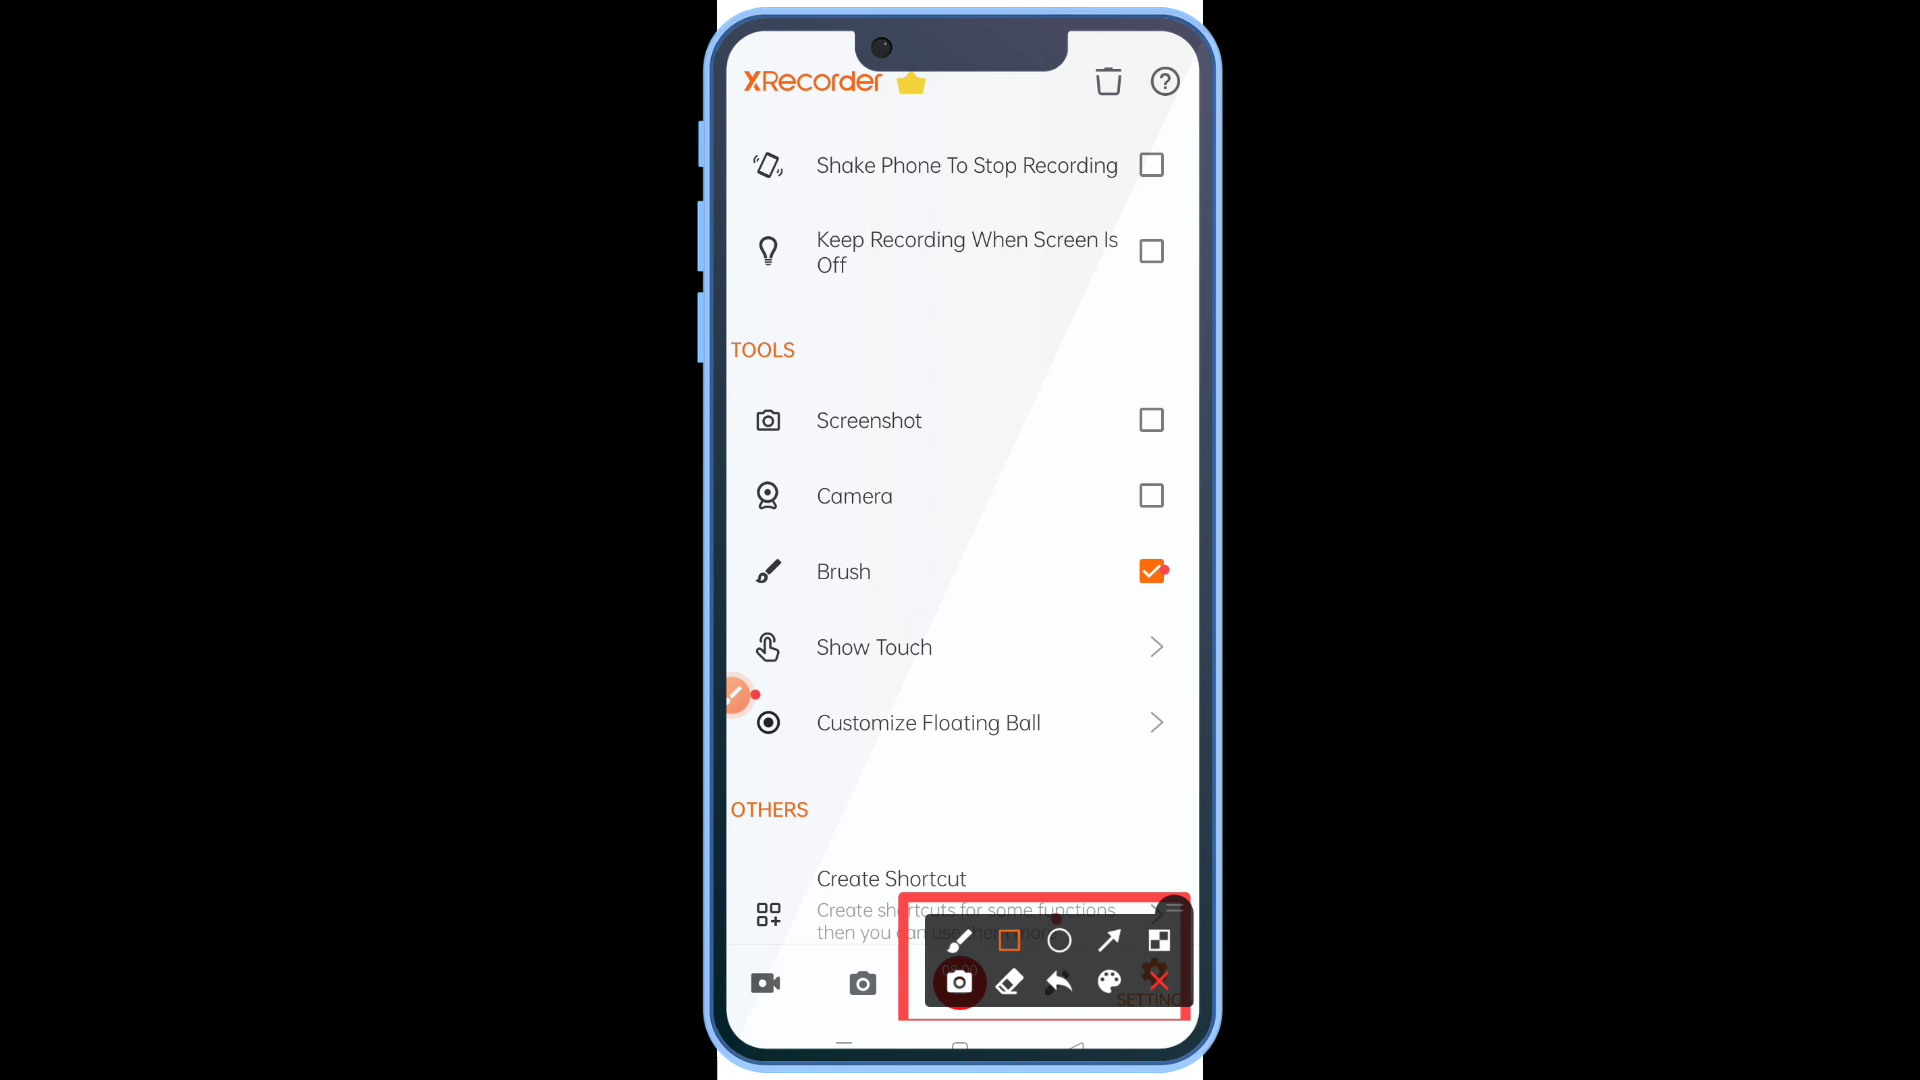 XRecorder
Shake Phone To Stop Recording
Keep Recording When Screen Is
Off
TOOLS
Screenshot
Camera
Brush
Show Touch
Customize Floating Ball
OTHERS
Create Shortcut
Create shortcuts for some functions
then you can use them more
SETTING